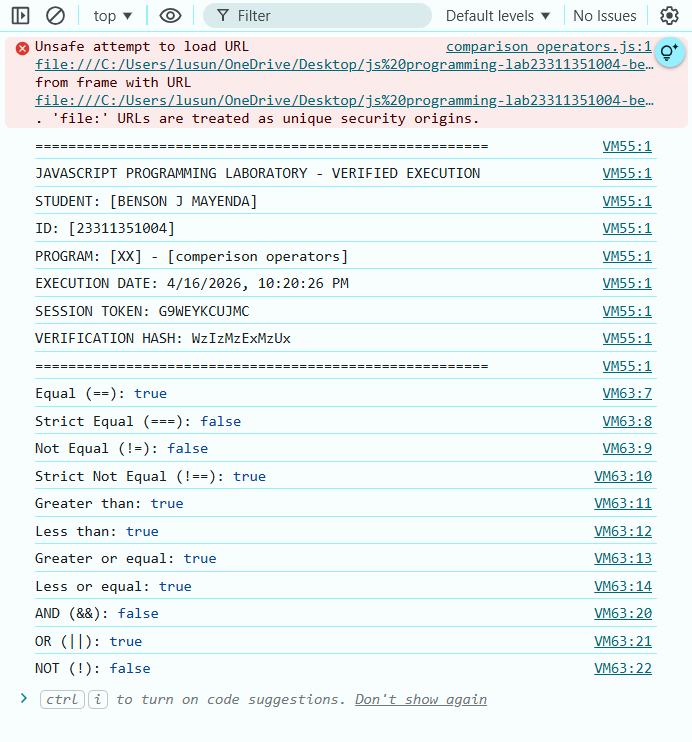 top ▼ Filter Default levels ▼ No Issues
Unsafe attempt to load URL comparison operators.js:1
file:///C:/Users/lusun/OneDrive/Desktop/js%20programming-lab23311351004-be…
from frame with URL
file:///C:/Users/lusun/OneDrive/Desktop/js%20programming-lab23311351004-be…
. 'file:' URLs are treated as unique security origins.
======================================================= VM55:1
JAVASCRIPT PROGRAMMING LABORATORY - VERIFIED EXECUTION VM55:1
STUDENT: [BENSON J MAYENDA] VM55:1
ID: [23311351004] VM55:1
PROGRAM: [XX] - [comperison operators] VM55:1
EXECUTION DATE: 4/16/2026, 10:20:26 PM VM55:1
SESSION TOKEN: G9WEYKCUJMC VM55:1
VERIFICATION HASH: WzIzMzExMzUx VM55:1
======================================================= VM55:1
Equal (==): true VM63:7
Strict Equal (===): false VM63:8
Not Equal (!=): false VM63:9
Strict Not Equal (!==): true VM63:10
Greater than: true VM63:11
Less than: true VM63:12
Greater or equal: true VM63:13
Less or equal: true VM63:14
AND (&&): false VM63:20
OR (||): true VM63:21
NOT (!): false VM63:22
ctrl i to turn on code suggestions. Don't show again